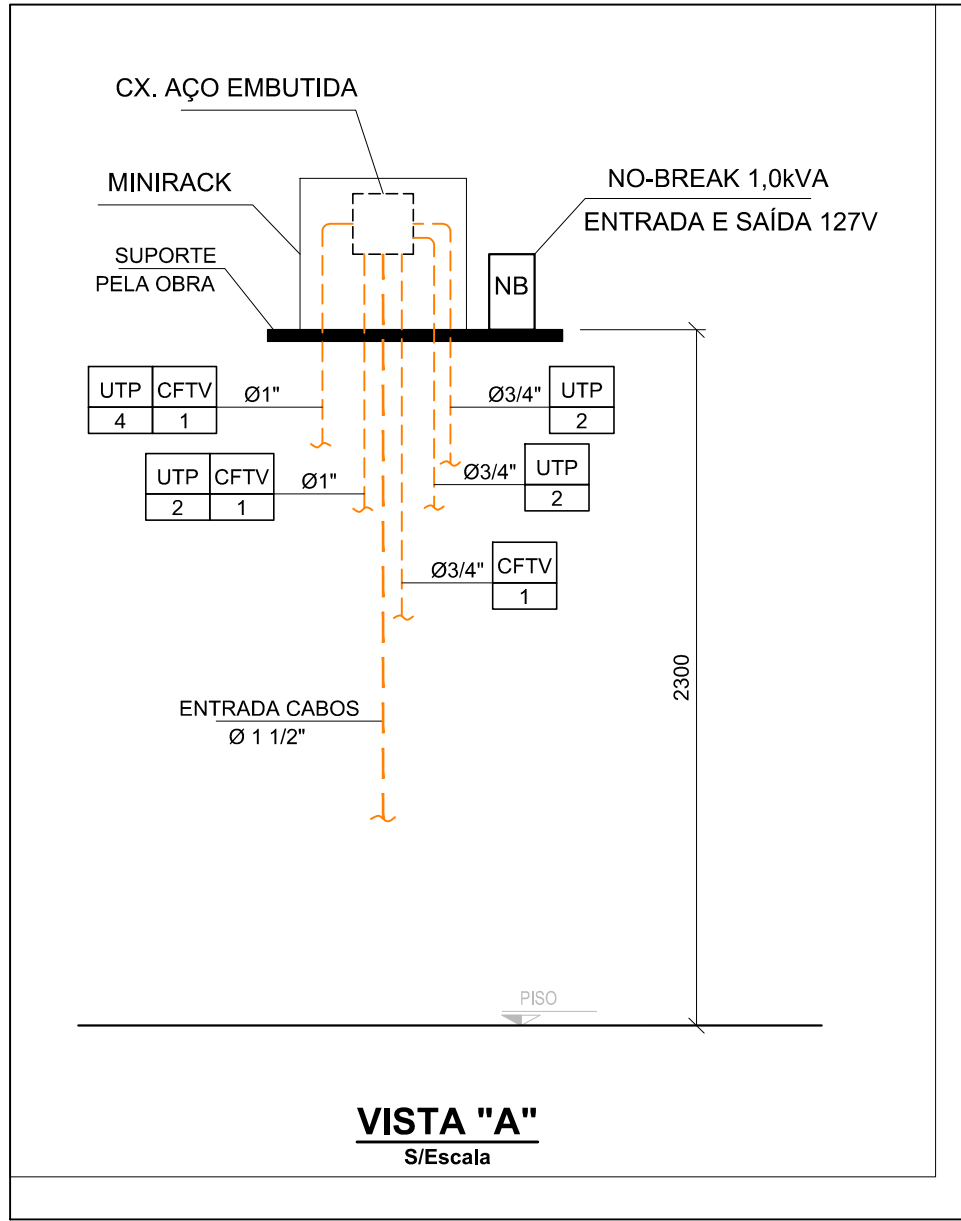 CX. AÇO EMBUTIDA
MINIRACK
NO-BREAK 1,0kVA
ENTRADA E SAÍDA 127V
SUPORTE
PELA OBRA
NB
UTP CFTV
4 1
Ø1"
Ø3/4"
UTP
2
UTP CFTV
2 1
Ø1"
Ø3/4"
UTP
2
Ø3/4"
CFTV
1
2300
ENTRADA CABOS
Ø 1 1/2"
PISO
VISTA "A"
S/Escala